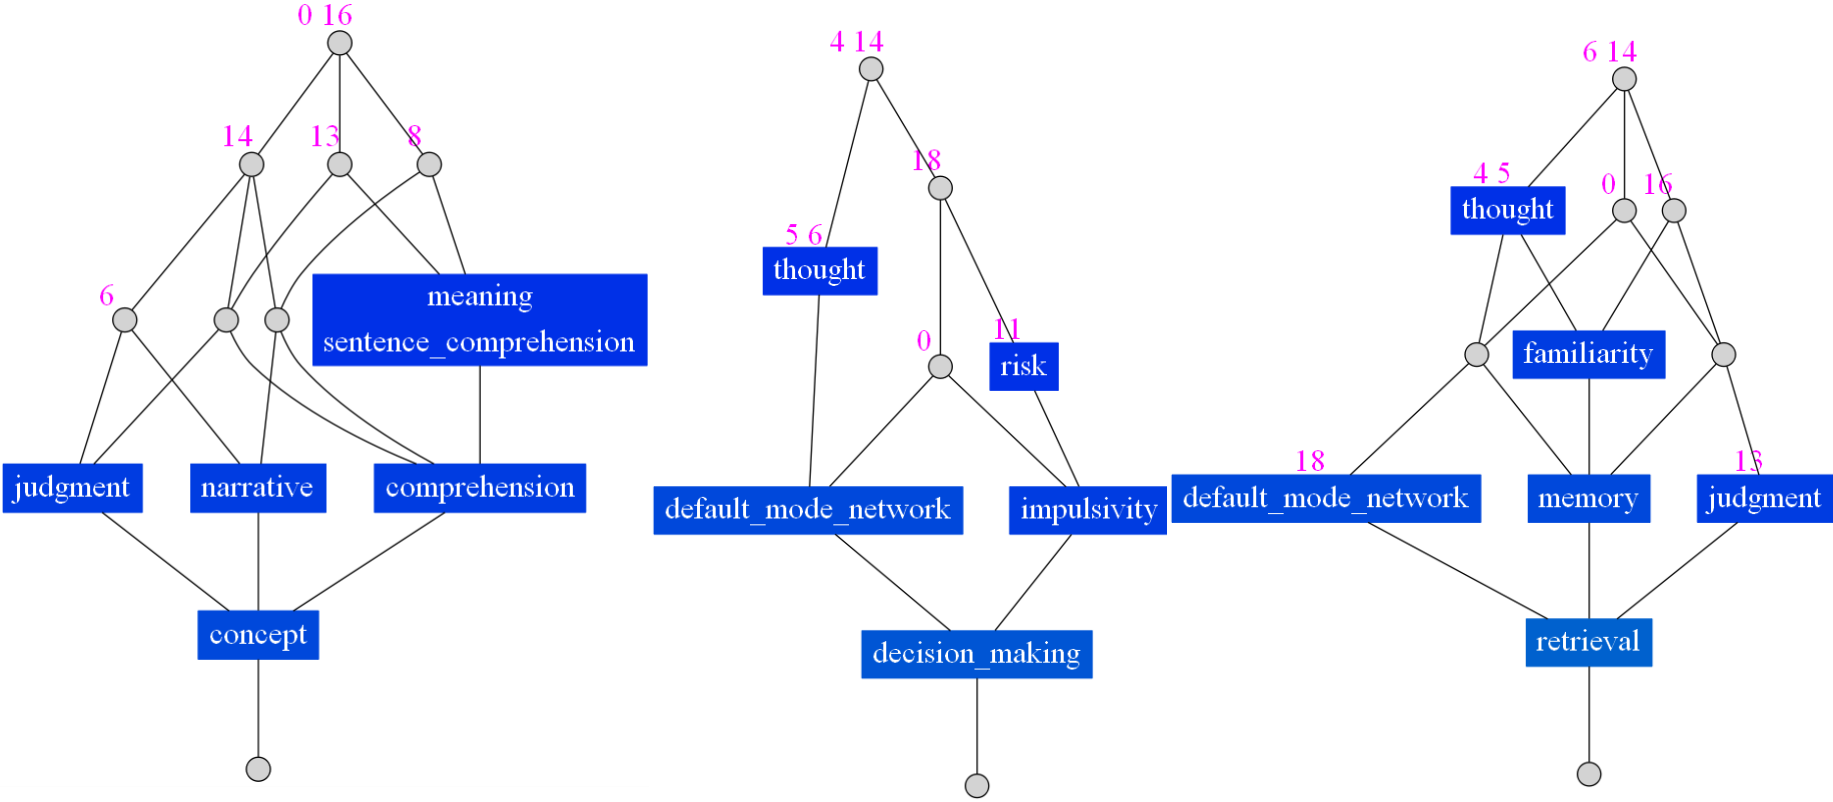 0 16
14
13
8
6
meaning
sentence_comprehension
judgment
narrative
comprehension
concept
4 14
18
5 6
thought
0
11
risk
default_mode_network
impulsivity
decision_making
6 14
4 5
thought
0
16
familiarity
18
default_mode_network
memory
13
judgment
retrieval